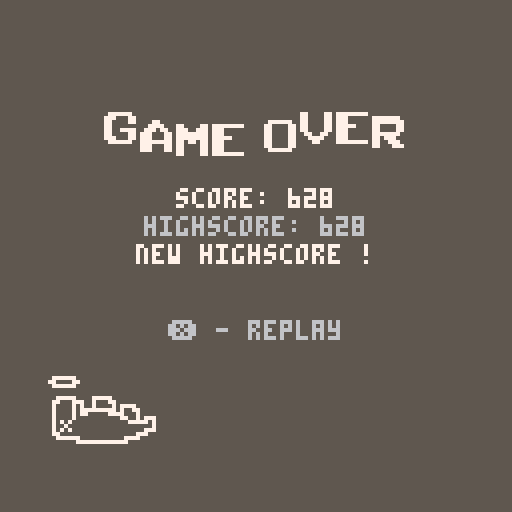 GAME OVER
SCORE: 628
HIGHSCORE: 628
NEW HIGHSCORE !
❎ - REPLAY